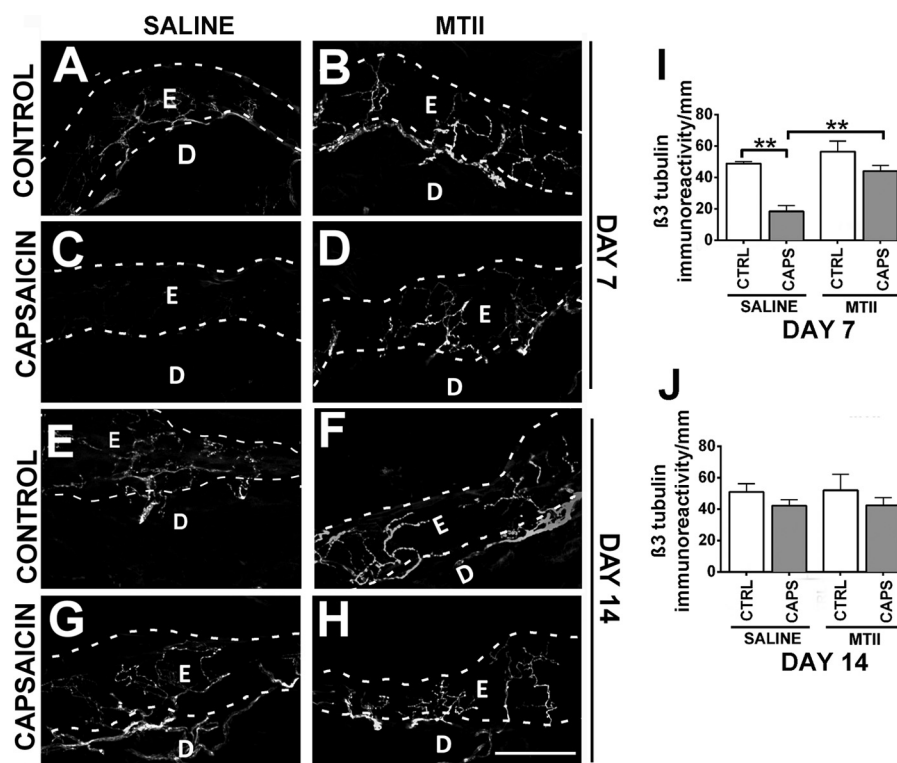 SALINE MTII
CONTROL
A
E
D
B
E
D
CAPSAICIN
C
E
D
D
E
D
DAY 7
CONTROL
E
E
D
F
E
D
CAPSAICIN
G
E
D
H
E
D
DAY 14
I
ß3 tubulin
immunoreactivity/mm
80
60
40
20
0
** **
CTRL CAPS CTRL CAPS
SALINE MTII
DAY 7
J
ß3 tubulin
immunoreactivity/mm
80
60
40
20
0
CTRL CAPS CTRL CAPS
SALINE MTII
DAY 14